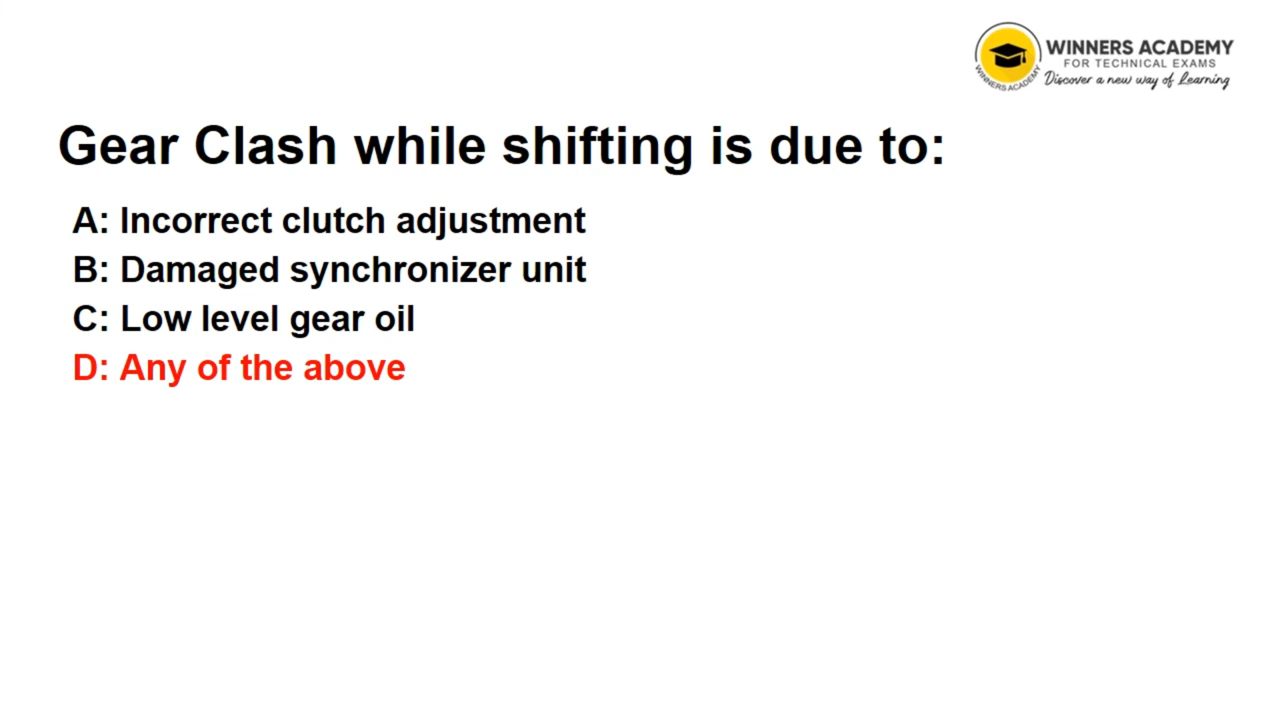 WINNERS ACADEMY
FOR TECHNICAL EXAMS
Discover a new way of Learning
WINNERS ACADEMY
Gear Clash while shifting is due to:
A: Incorrect clutch adjustment
B: Damaged synchronizer unit
C: Low level gear oil
D: Any of the above